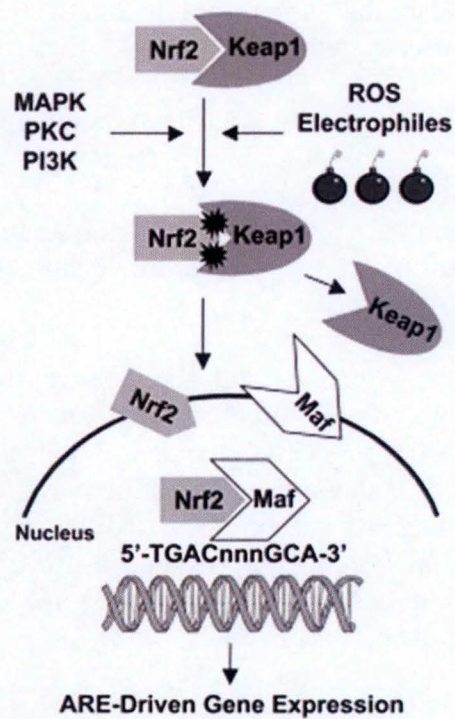 Nrf2 Keap1
MAPK
PKC
PI3K
ROS
Electrophiles
Nrf2 Keap1
Keap1
Nrf2
Maf
Nrf2 Maf
Nucleus
5'-TGACnnnGCA-3'
ARE-Driven Gene Expression